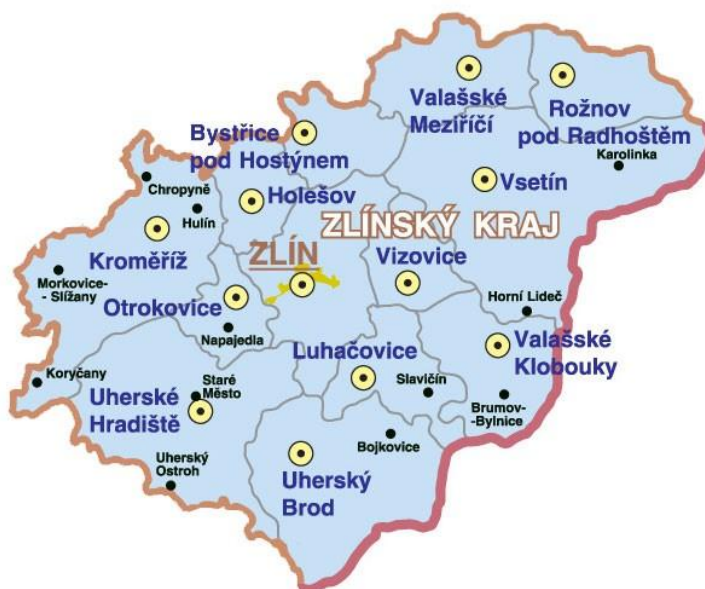 Valašské
Meziříčí
Rožnov
pod Radhoštěm
Karolinka
Bystřice
pod Hostýnem
Chropyně
Vsetín
Holešov
Hulín
ZLÍNSKÝ KRAJ
ZLÍN
Vizovice
Kroměříž
Morkovice-
- Slížany
Otrokovice
Horní Lideč
Napajedla
Valašské
Klobouky
Luhačovice
Koryčany
Staré
Město
Slavičín
Uherské
Hradiště
Brumov-
-Bylnice
Bojkovice
Uherský
Ostroh
Uherský
Brod